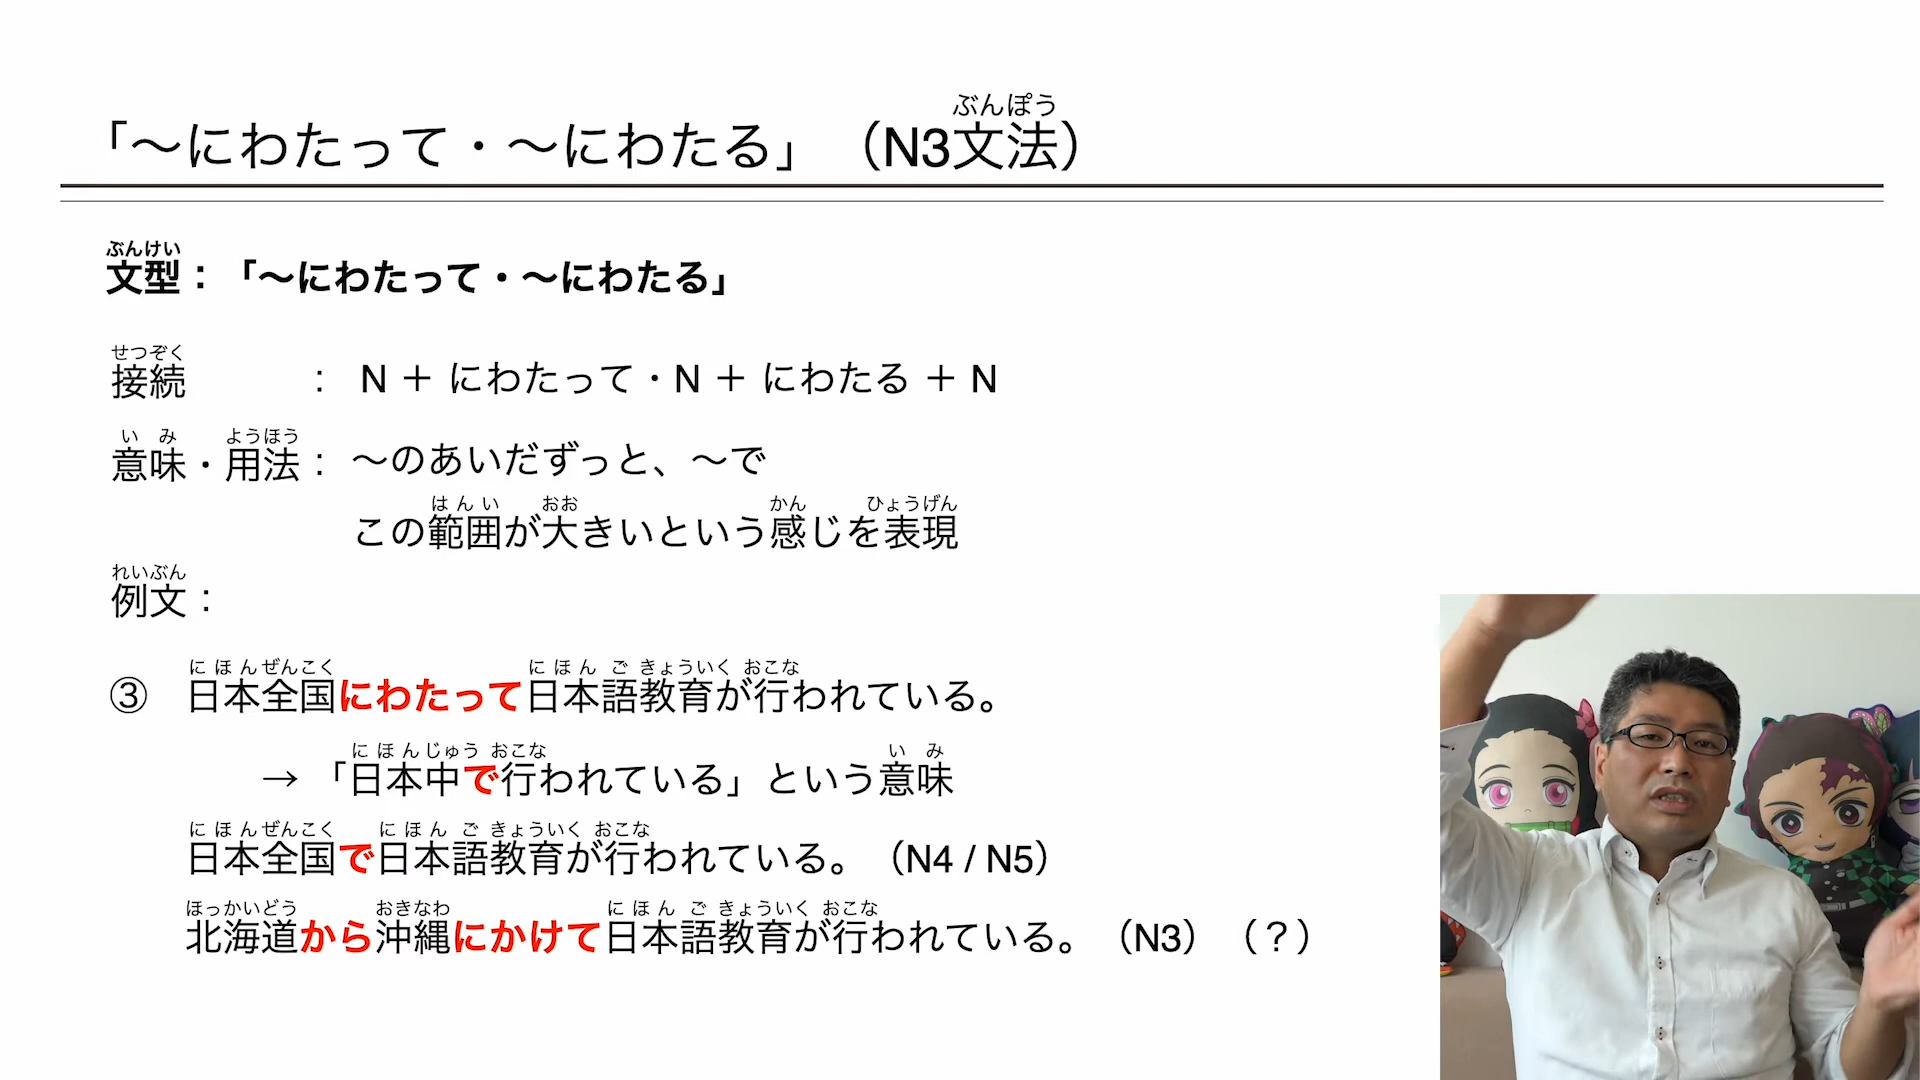 ぶんぽう
「～にわたって・～にわたる」（N3文法）
ぶんけい
文型：「～にわたって・～にわたる」
せつぞく
接続 ： N ＋ にわたって・N ＋ にわたる ＋ N
いみ ようほう
意味・用法： ～のあいだずっと、～で
はんい おお かん ひょうげん
この範囲が大きいという感じを表現
れいぶん
例文：
にほんぜんこく にほんごきょういく おこな
③ 日本全国にわたって日本語教育が行われている。
にほんじゅう おこな いみ
→ 「日本中で行われている」という意味
にほんぜんこく にほんごきょういく おこな
日本全国で日本語教育が行われている。（N4 / N5）
ほっかいどう おきなわ にほんごきょういく おこな
北海道から沖縄にかけて日本語教育が行われている。（N3）（？）